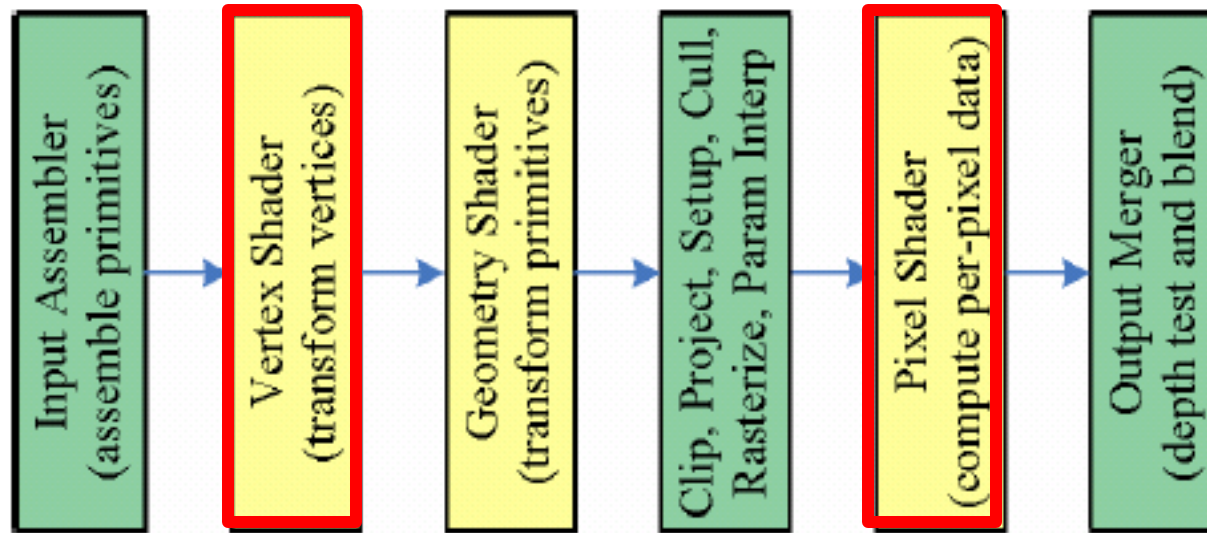 Input Assembler
(assemble primitives)
Vertex Shader
(transform vertices)
Geometry Shader
(transform primitives)
Clip, Project, Setup, Cull,
Rasterize, Param Interp
Pixel Shader
(compute per-pixel data)
Output Merger
(depth test and blend)